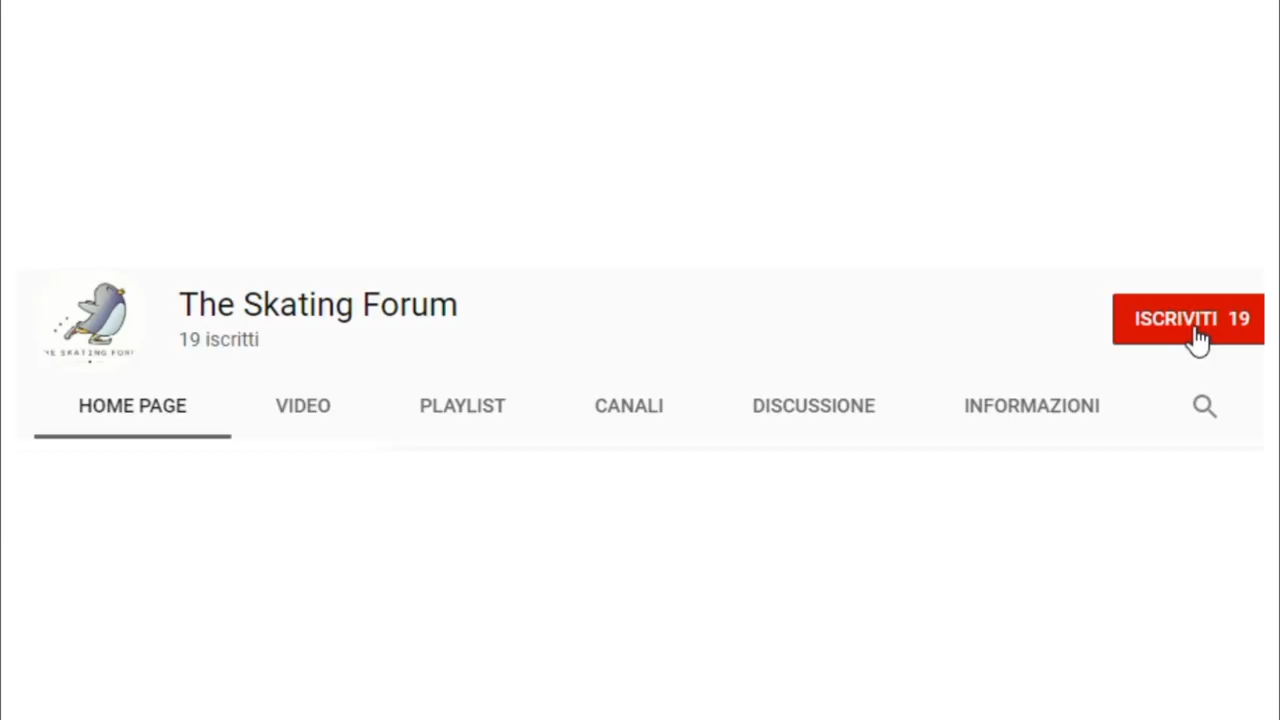 The Skating Forum
19 iscritti
ISCRIVITI 19
HOME PAGE
VIDEO
PLAYLIST
CANALI
DISCUSSIONE
INFORMAZIONI